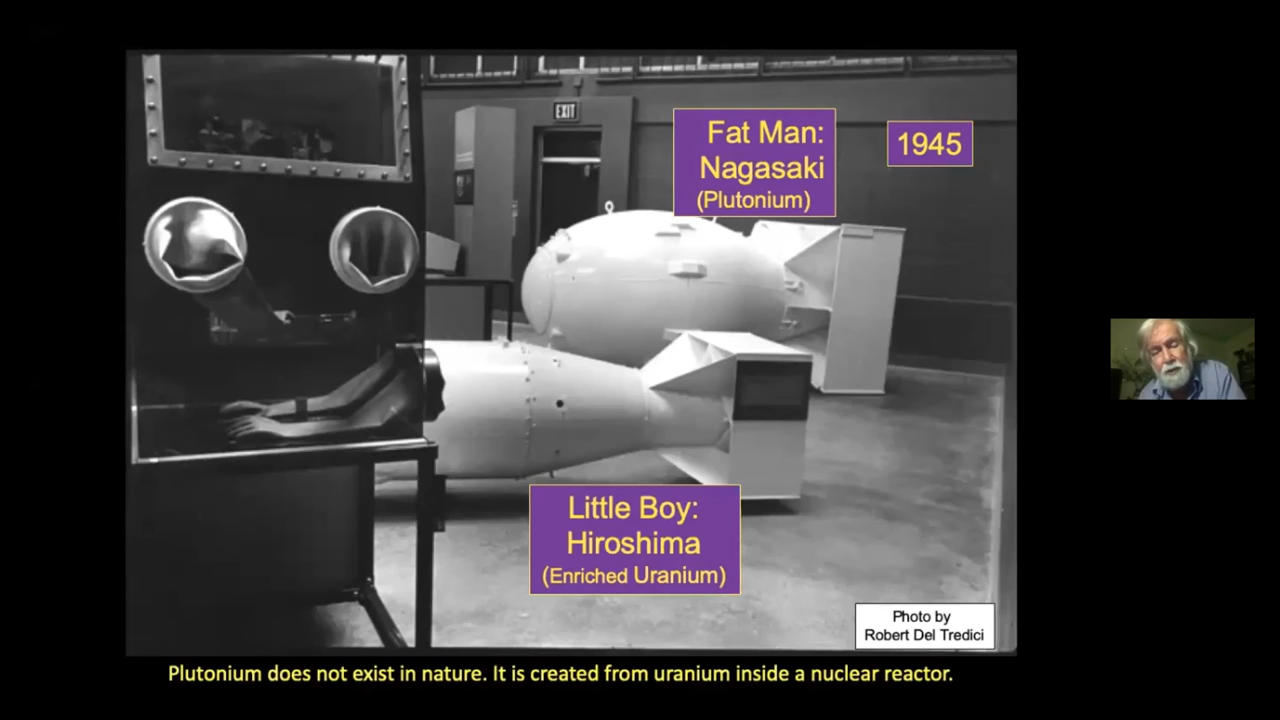 EXIT
Fat Man:
Nagasaki
(Plutonium)
1945
Little Boy:
Hiroshima
(Enriched Uranium)
Photo by
Robert Del Tredici
Plutonium does not exist in nature. It is created from uranium inside a nuclear reactor.